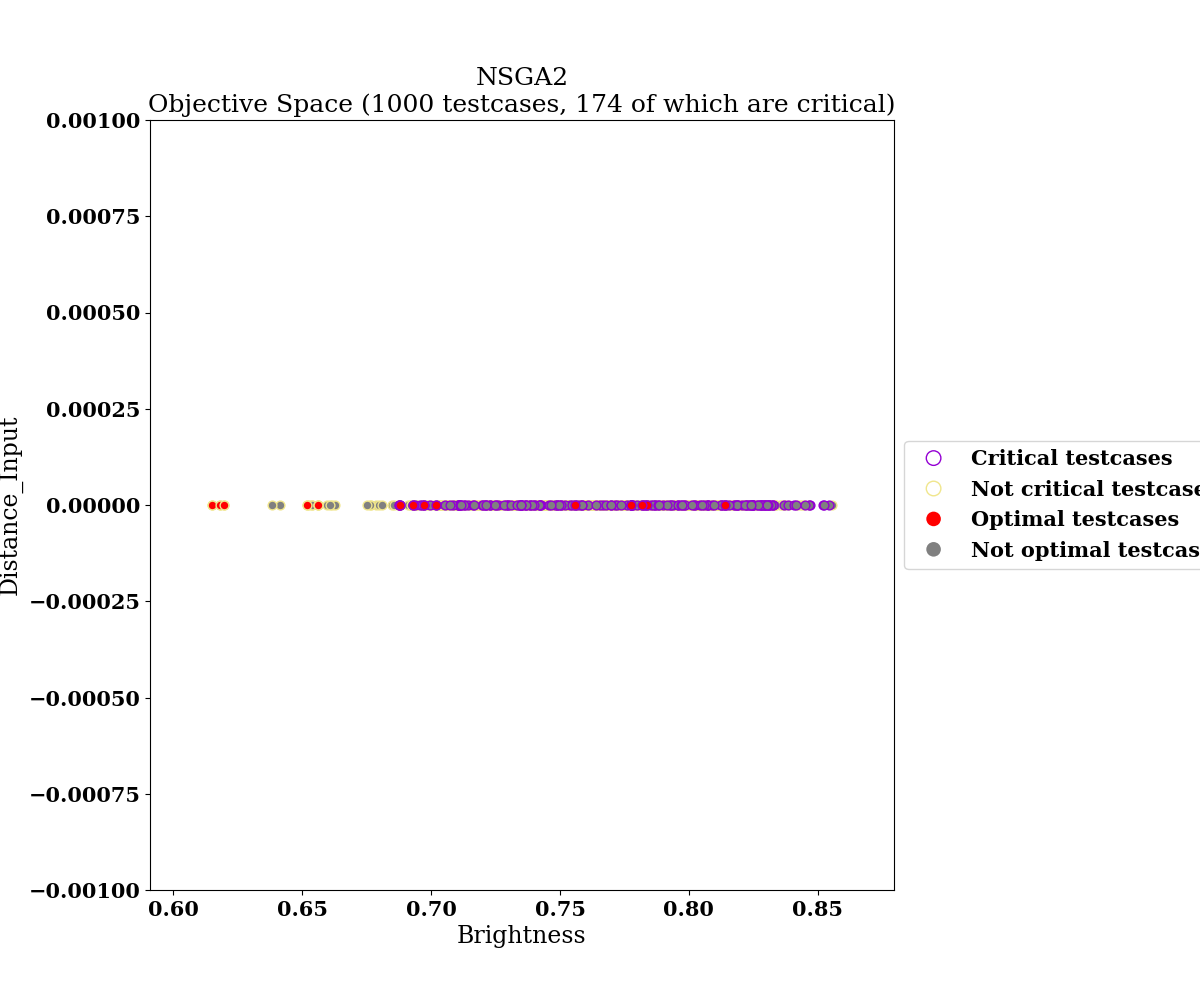 NSGA2
Objective Space (1000 testcases, 174 of which are critical)
0.00100
0.00075
0.00050
0.00025
0.00000
−0.00025
−0.00050
−0.00075
−0.00100
Distance_Input
0.60 0.65 0.70 0.75 0.80 0.85
Brightness
Critical testcases
Not critical testcase
Optimal testcases
Not optimal testcas